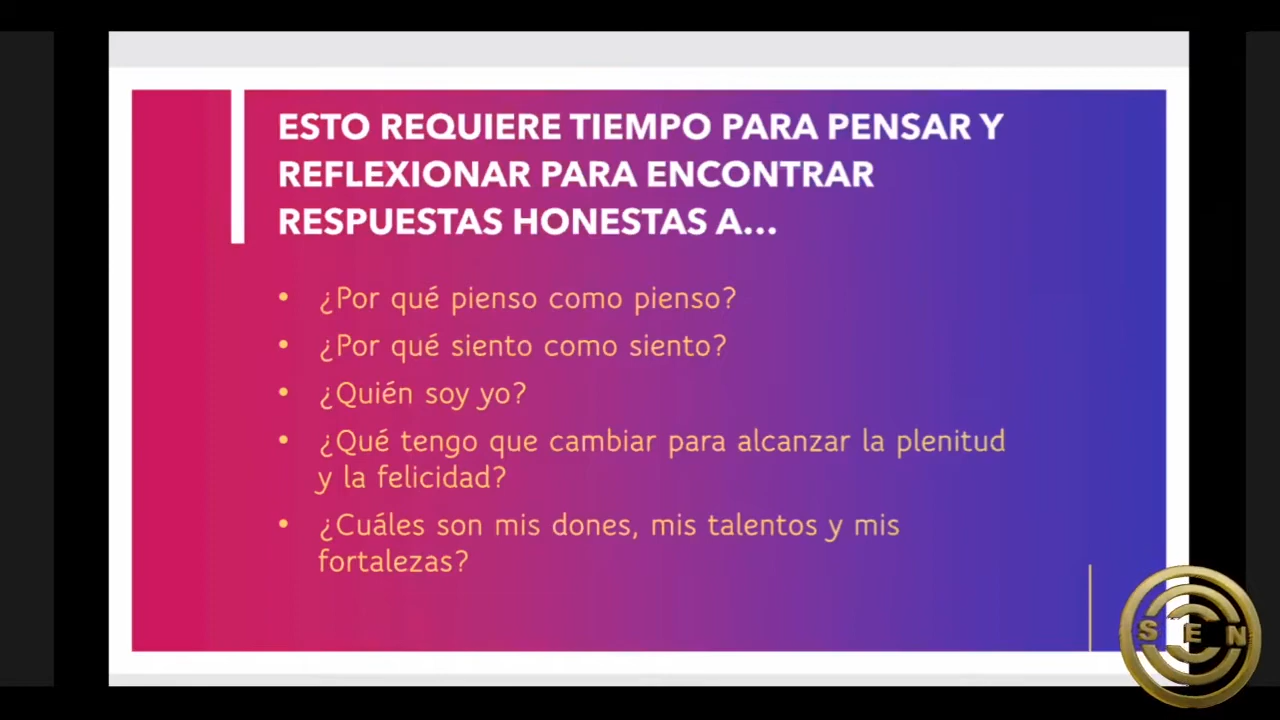 ESTO REQUIERE TIEMPO PARA PENSAR Y
REFLEXIONAR PARA ENCONTRAR
RESPUESTAS HONESTAS A...
• ¿Por qué pienso como pienso?
• ¿Por qué siento como siento?
• ¿Quién soy yo?
• ¿Qué tengo que cambiar para alcanzar la plenitud
y la felicidad?
• ¿Cuáles son mis dones, mis talentos y mis
fortalezas?
S E N